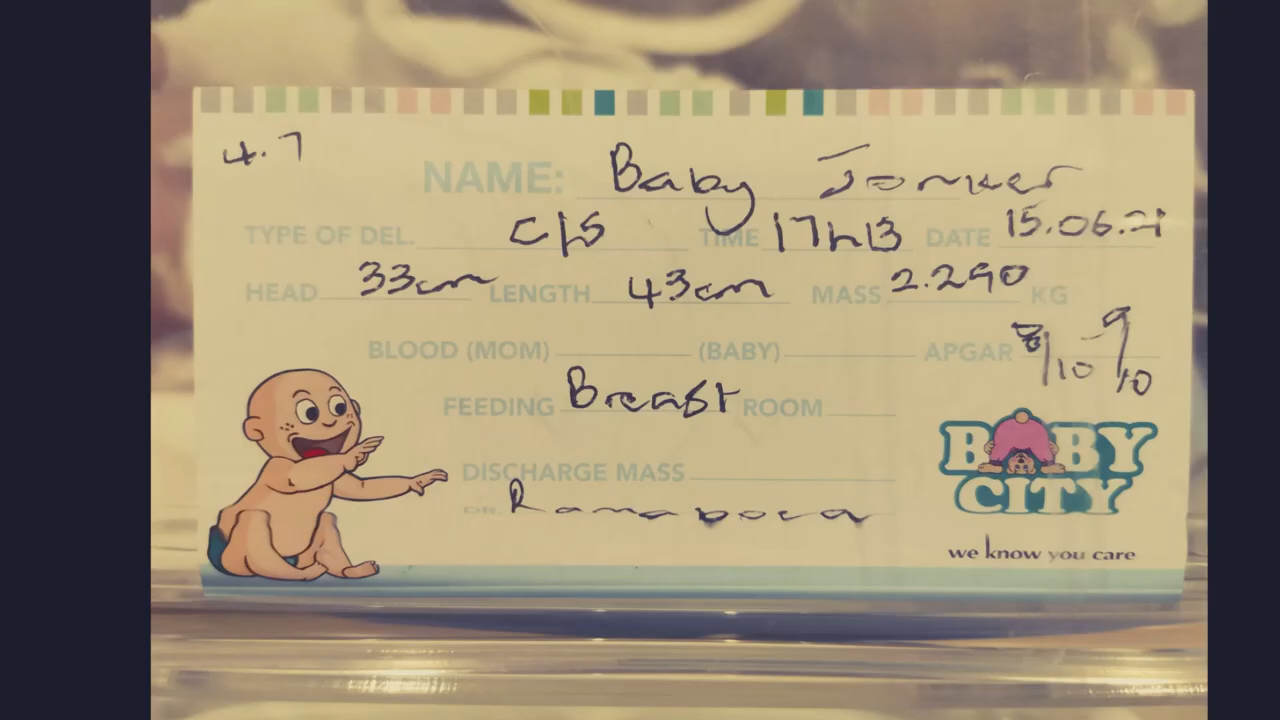 4.7
NAME: Baby Jonker
TYPE OF DEL. C/S TIME 17h13 DATE 15.06.21
HEAD 33cm LENGTH 43cm MASS 2.290 KG
BLOOD (MOM) (BABY) APGAR 8/10 9/10
FEEDING Breast ROOM
DISCHARGE MASS
DR.
BABY
CITY
we know you care